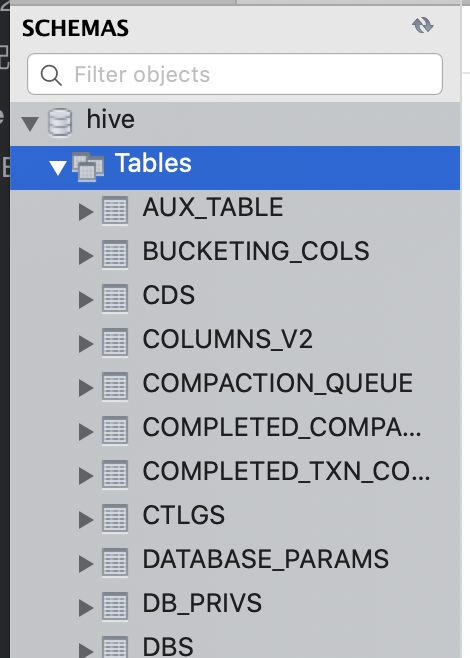 SCHEMAS
Filter objects
hive
Tables
AUX_TABLE
BUCKETING_COLS
CDS
COLUMNS_V2
COMPACTION_QUEUE
COMPLETED_COMPA...
COMPLETED_TXN_CO...
CTLGS
DATABASE_PARAMS
DB_PRIVS
DBS